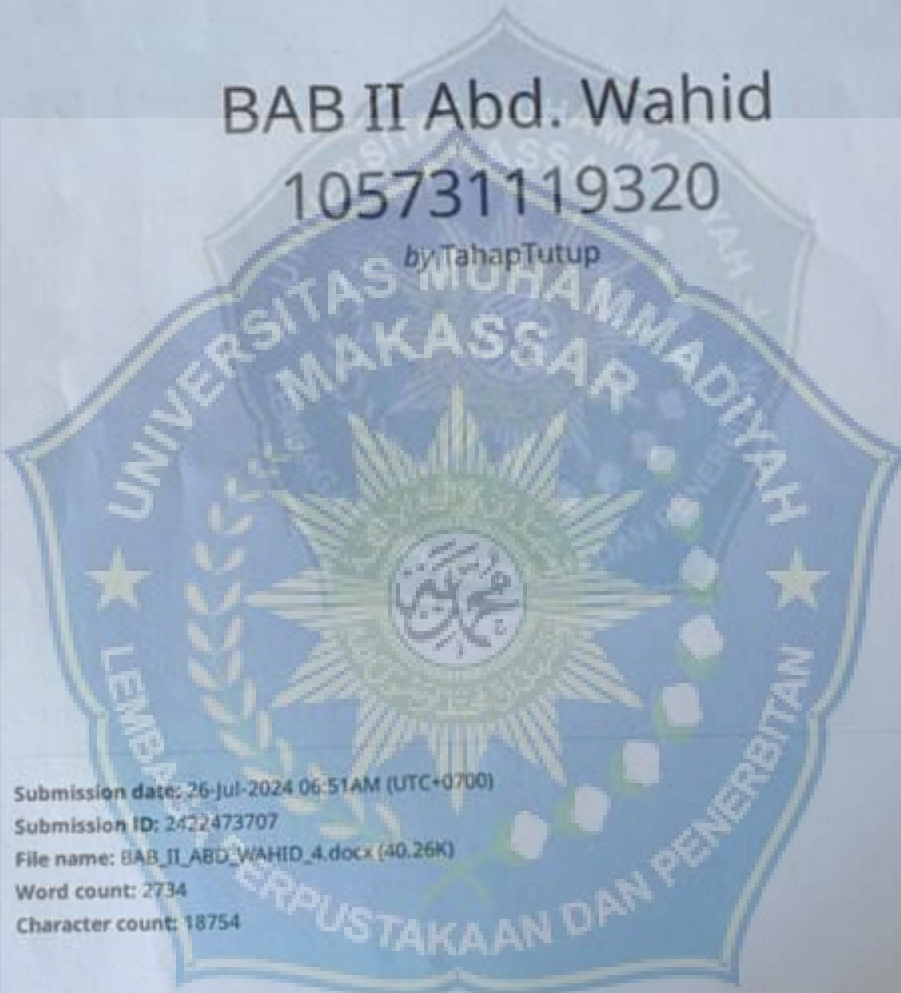 BAB II Abd. Wahid
105731119320
by TahapTutup
UNIVERSITAS MUHAMMADIYAH
MAKASSAR
محمد
LEMBAGA PERPUSTAKAAN DAN PENERBITAN
Submission date: 26-Jul-2024 06:51AM (UTC+0700)
Submission ID: 2422473707
File name: BAB_II_ABD_WAHID_4.docx (40.26K)
Word count: 2734
Character count: 18754